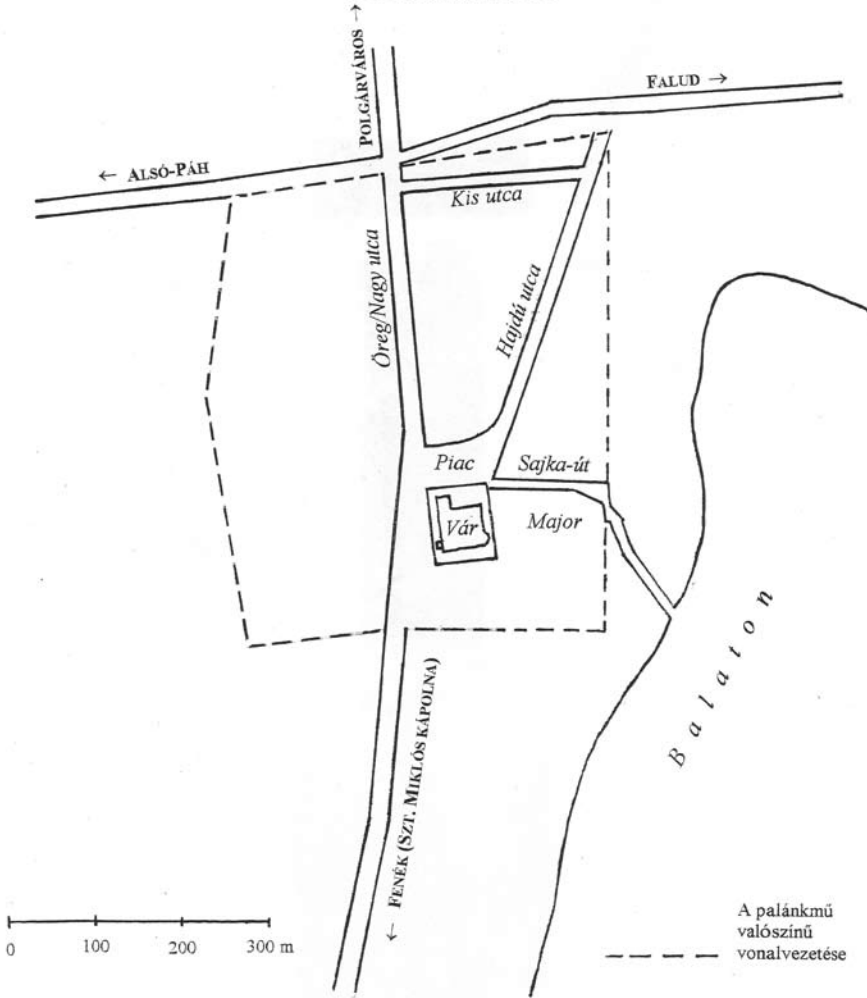 POLGÁRVÁROS →
FALUD →
← ALSÓ-PÁH
Kis utca
Öreg/Nagy utca
Hajdú utca
Piac
Sajka-út
Vár
Major
Balaton
← FENÉK (SZT. MIKLÓS KÁPOLNA)
0 100 200 300 m
A palánkmű
valószínű
vonalvezetése